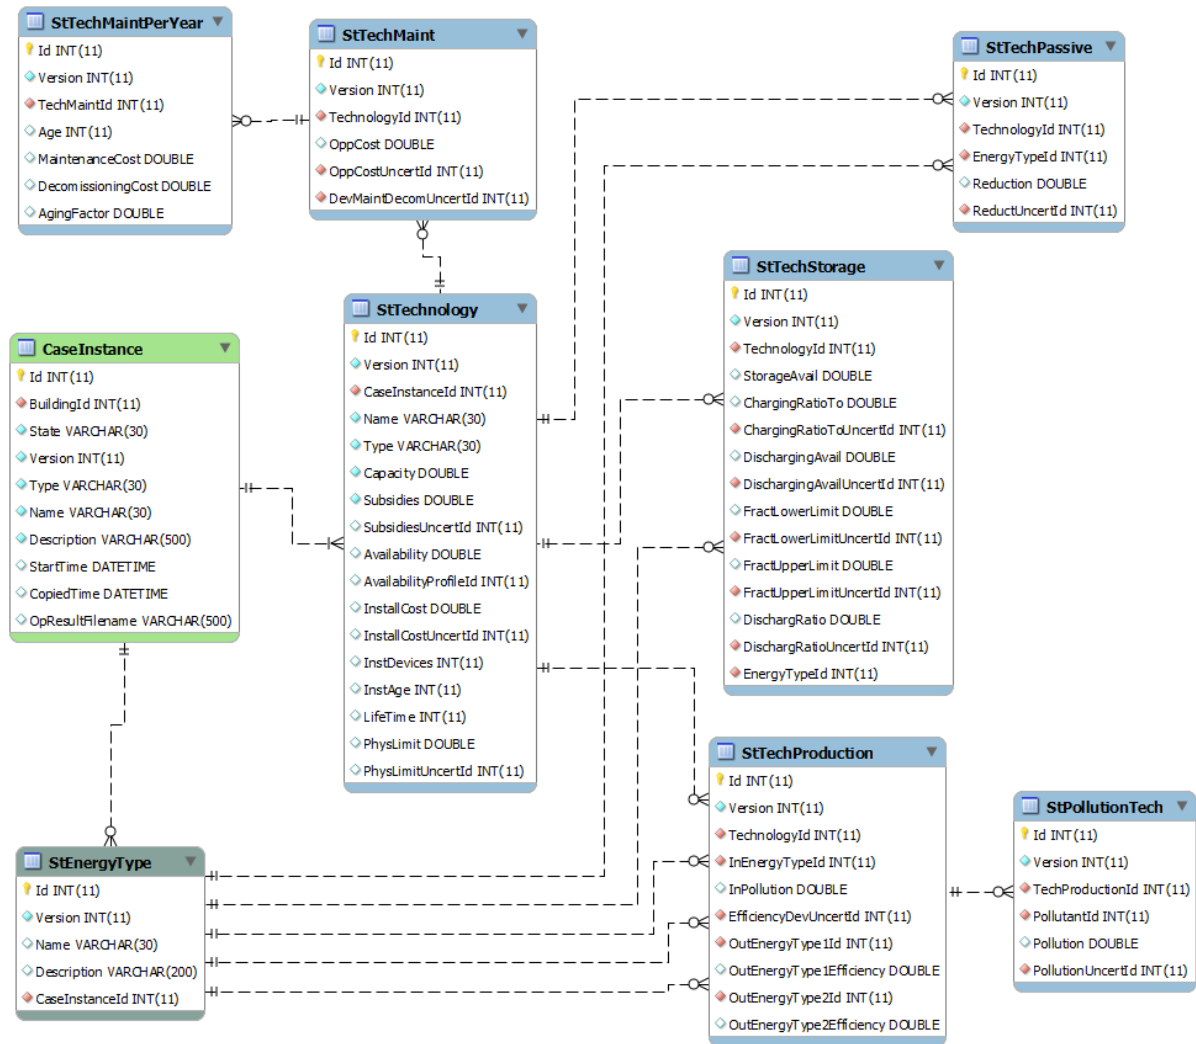 StTechMaintPerYear
Id INT(11)
Version INT(11)
TechMaintId INT(11)
Age INT(11)
MaintenanceCost DOUBLE
DecomissioningCost DOUBLE
AgingFactor DOUBLE
StTechMaint
Id INT(11)
Version INT(11)
TechnologyId INT(11)
OppCost DOUBLE
OppCostUncertId INT(11)
DevMaintDecomUncertId INT(11)
StTechPassive
Id INT(11)
Version INT(11)
TechnologyId INT(11)
EnergyTypeId INT(11)
Reduction DOUBLE
ReductUncertId INT(11)
StTechStorage
Id INT(11)
Version INT(11)
TechnologyId INT(11)
StorageAvail DOUBLE
ChargingRatioTo DOUBLE
ChargingRatioToUncertId INT(11)
DischargingAvail DOUBLE
DischargingAvailUncertId INT(11)
FractLowerLimit DOUBLE
FractLowerLimitUncertId INT(11)
FractUpperLimit DOUBLE
FractUpperLimitUncertId INT(11)
DischargRatio DOUBLE
DischargRatioUncertId INT(11)
EnergyTypeId INT(11)
StTechnology
Id INT(11)
Version INT(11)
CaseInstanceId INT(11)
Name VARCHAR(30)
Type VARCHAR(30)
Capacity DOUBLE
Subsidies DOUBLE
SubsidiesUncertId INT(11)
Availability DOUBLE
AvailabilityProfileId INT(11)
InstallCost DOUBLE
InstallCostUncertId INT(11)
InstDevices INT(11)
InstAge INT(11)
LifeTime INT(11)
PhysLimit DOUBLE
PhysLimitUncertId INT(11)
CaseInstance
Id INT(11)
BuildingId INT(11)
State VARCHAR(30)
Version INT(11)
Type VARCHAR(30)
Name VARCHAR(30)
Description VARCHAR(500)
StartTime DATETIME
CopiedTime DATETIME
OpResultFilename VARCHAR(500)
StEnergyType
Id INT(11)
Version INT(11)
Name VARCHAR(30)
Description VARCHAR(200)
CaseInstanceId INT(11)
StTechProduction
Id INT(11)
Version INT(11)
TechnologyId INT(11)
InEnergyTypeId INT(11)
InPollution DOUBLE
EfficiencyDevUncertId INT(11)
OutEnergyType1Id INT(11)
OutEnergyType1Efficiency DOUBLE
OutEnergyType2Id INT(11)
OutEnergyType2Efficiency DOUBLE
StPollutionTech
Id INT(11)
Version INT(11)
TechProductionId INT(11)
PollutantId INT(11)
Pollution DOUBLE
PollutionUncertId INT(11)